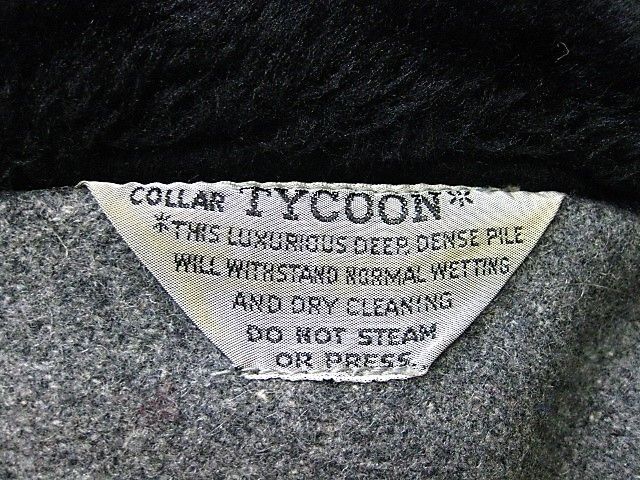 COLLAR TYCOON*
*THIS LUXURIOUS DEEP, DENSE PILE
WILL WITHSTAND NORMAL WETTING
AND DRY CLEANING
DO NOT STEAM
OR PRESS.